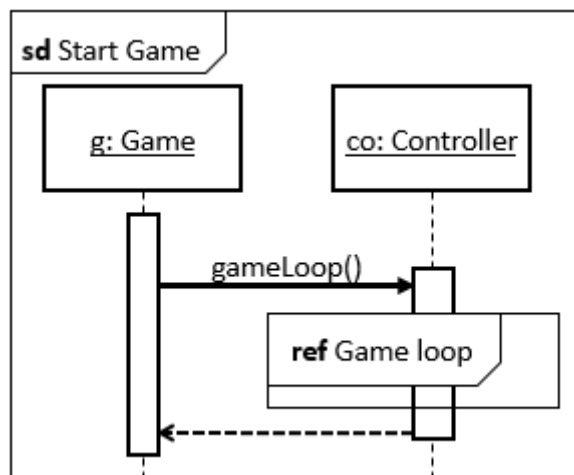 sd Start Game
g: Game
co: Controller
gameLoop()
ref Game loop